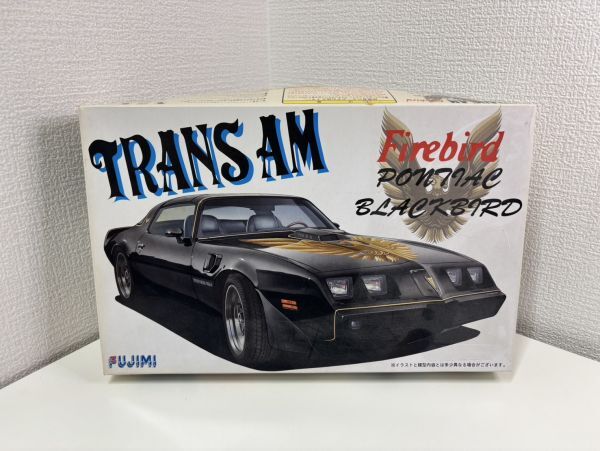 TRANS AM
Firebird
PONTIAC
BLACKBIRD
FUJIMI
※イラストと模型内容とは多少異なる場合がございます。